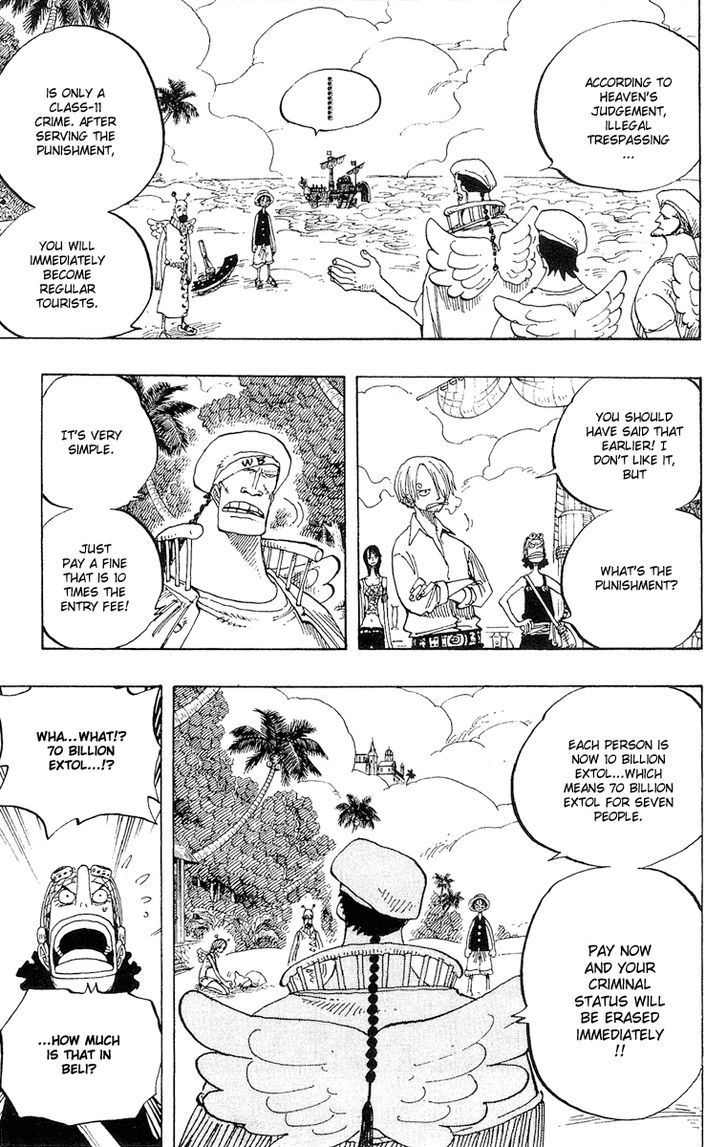 ACCORDING TO
HEAVEN'S
JUDGEMENT,
ILLEGAL
TRESPASSING
...
IS ONLY A
CLASS-11
CRIME. AFTER
SERVING THE
PUNISHMENT,
YOU WILL
IMMEDIATELY
BECOME
REGULAR
TOURISTS.
YOU SHOULD
HAVE SAID THAT
EARLIER! I
DON'T LIKE IT,
BUT
WHAT'S THE
PUNISHMENT?
IT'S VERY
SIMPLE.
WB
JUST
PAY A FINE
THAT IS 10
TIMES THE
ENTRY FEE!
EACH PERSON IS
NOW 10 BILLION
EXTOL...WHICH
MEANS 70 BILLION
EXTOL FOR SEVEN
PEOPLE.
PAY NOW
AND YOUR
CRIMINAL
STATUS WILL
BE ERASED
IMMEDIATELY
!!
WHA...WHAT!?
70 BILLION
EXTOL...!?
...HOW MUCH
IS THAT IN
BELI?